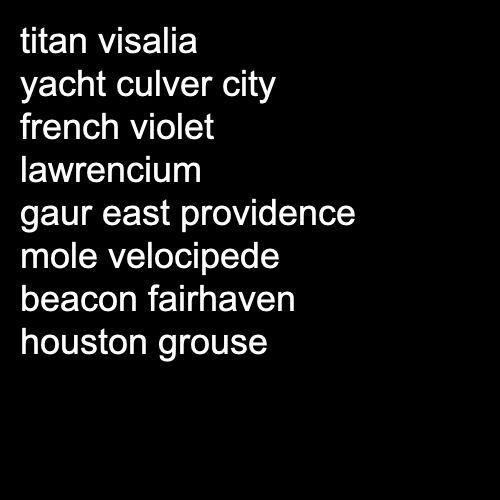 titan visalia
yacht culver city
french violet
lawrencium
gaur east providence
mole velocipede
beacon fairhaven
houston grouse